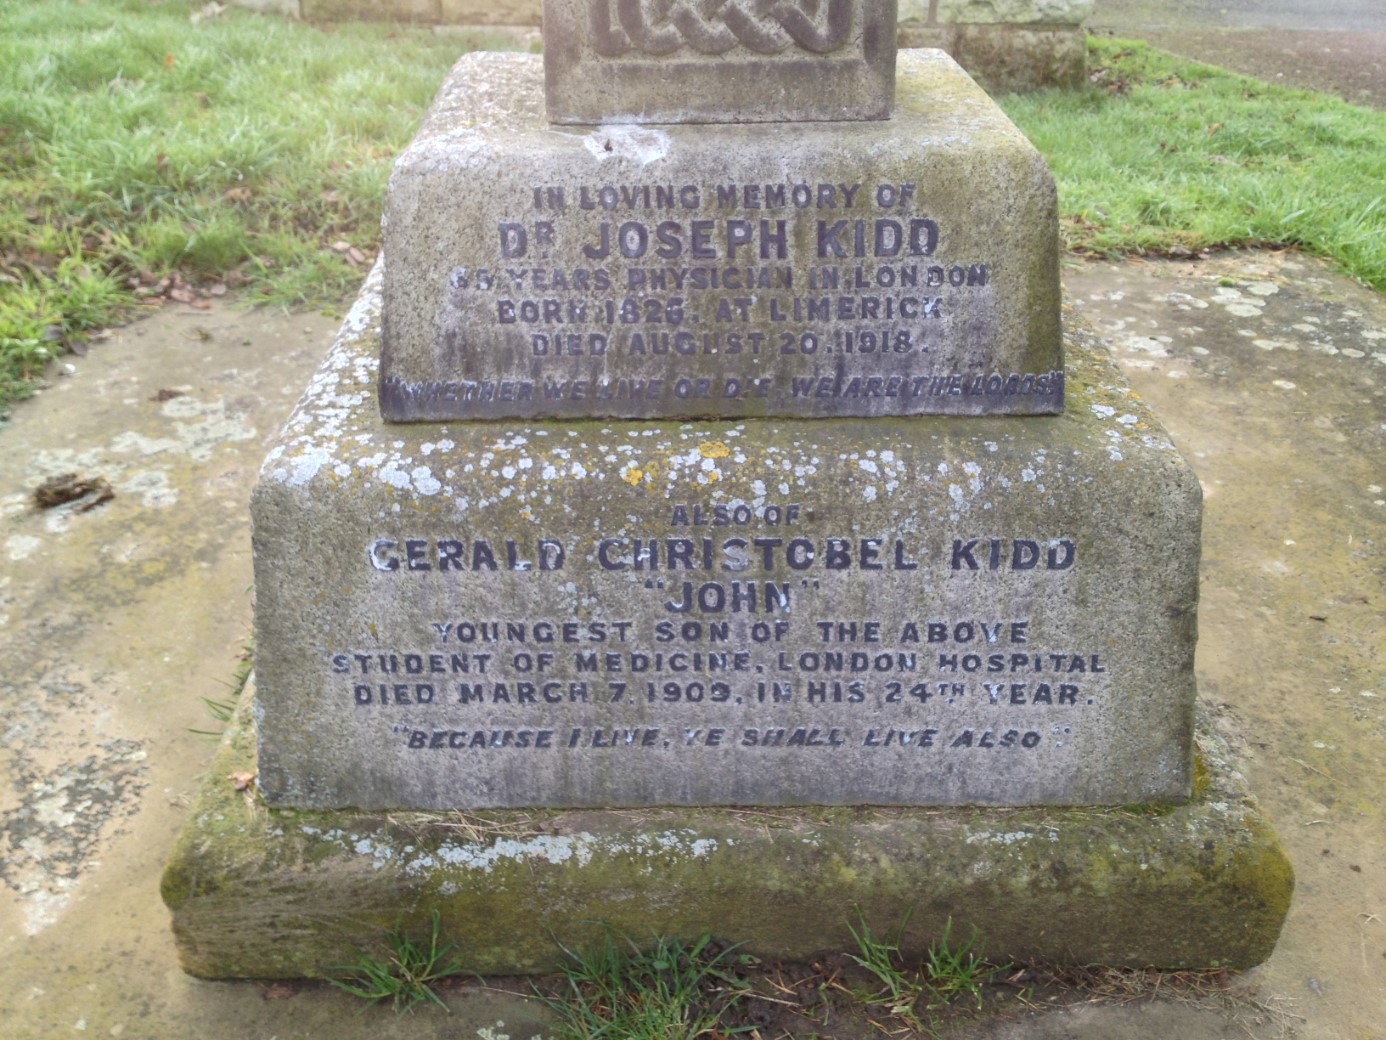 IN LOVING MEMORY OF
DR JOSEPH KIDD
YEARS PHYSICIAN IN LONDON
BORN 182 AT LIMERICK
DIED AUGUST 20. 1918.
"WHETHER WE LIVE OR DIE, WE ARE THE LORDS"
ALSO OF
GERALD CHRISTOBEL KIDD
"JOHN"
YOUNGEST SON OF THE ABOVE
STUDENT OF MEDICINE, LONDON HOSPITAL
DIED MARCH 7. 1909, IN HIS 24TH YEAR.
"BECAUSE I LIVE, YE SHALL LIVE ALSO"